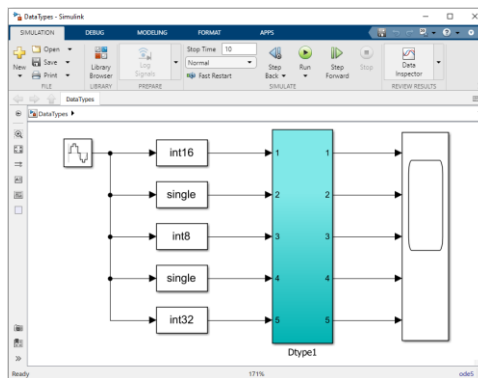 DataTypes - Simulink
SIMULATION DEBUG MODELING FORMAT APPS
New
Open
Save
Print
FILE
Library Browser
LIBRARY
Log Signals
PREPARE
Stop Time 10
Normal
Fast Restart
Step Back
Run
Step Forward
Stop
SIMULATE
Data Inspector
REVIEW RESULTS
DataTypes
DataTypes
int16 1 1
single 2 2
int8 3 3
single 4 4
int32 5 5
Dtype1
Ready 171% ode5